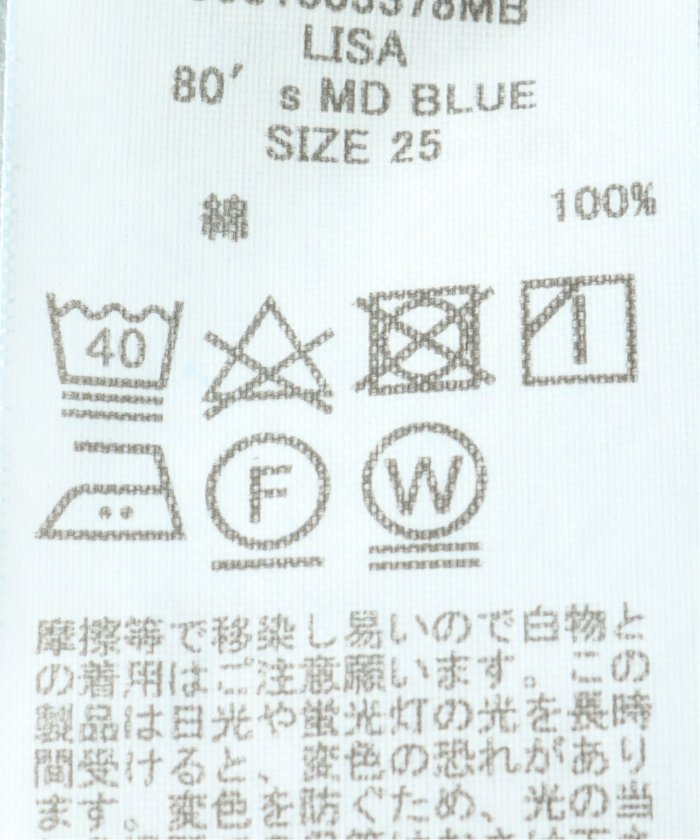 LISA
80's MD BLUE
SIZE 25
綿 100%
40
F W
摩擦等で移染し易いので白物と
の着用はご注意願います。この
製品は日光や蛍光灯の光を長時
間受けると、変色の恐れがあり
ます。変色を防ぐため、光の当